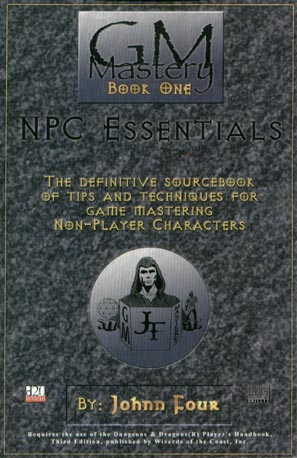 GM
Mastery
Book One
NPC Essentials
The definitive sourcebook
of tips and techniques for
game mastering
Non-Player Characters
GM
JF
By: Johnn Four
Requires the use of the Dungeons & Dragons(R) Player's Handbook,
Third Edition, published by Wizards of the Coast, Inc.